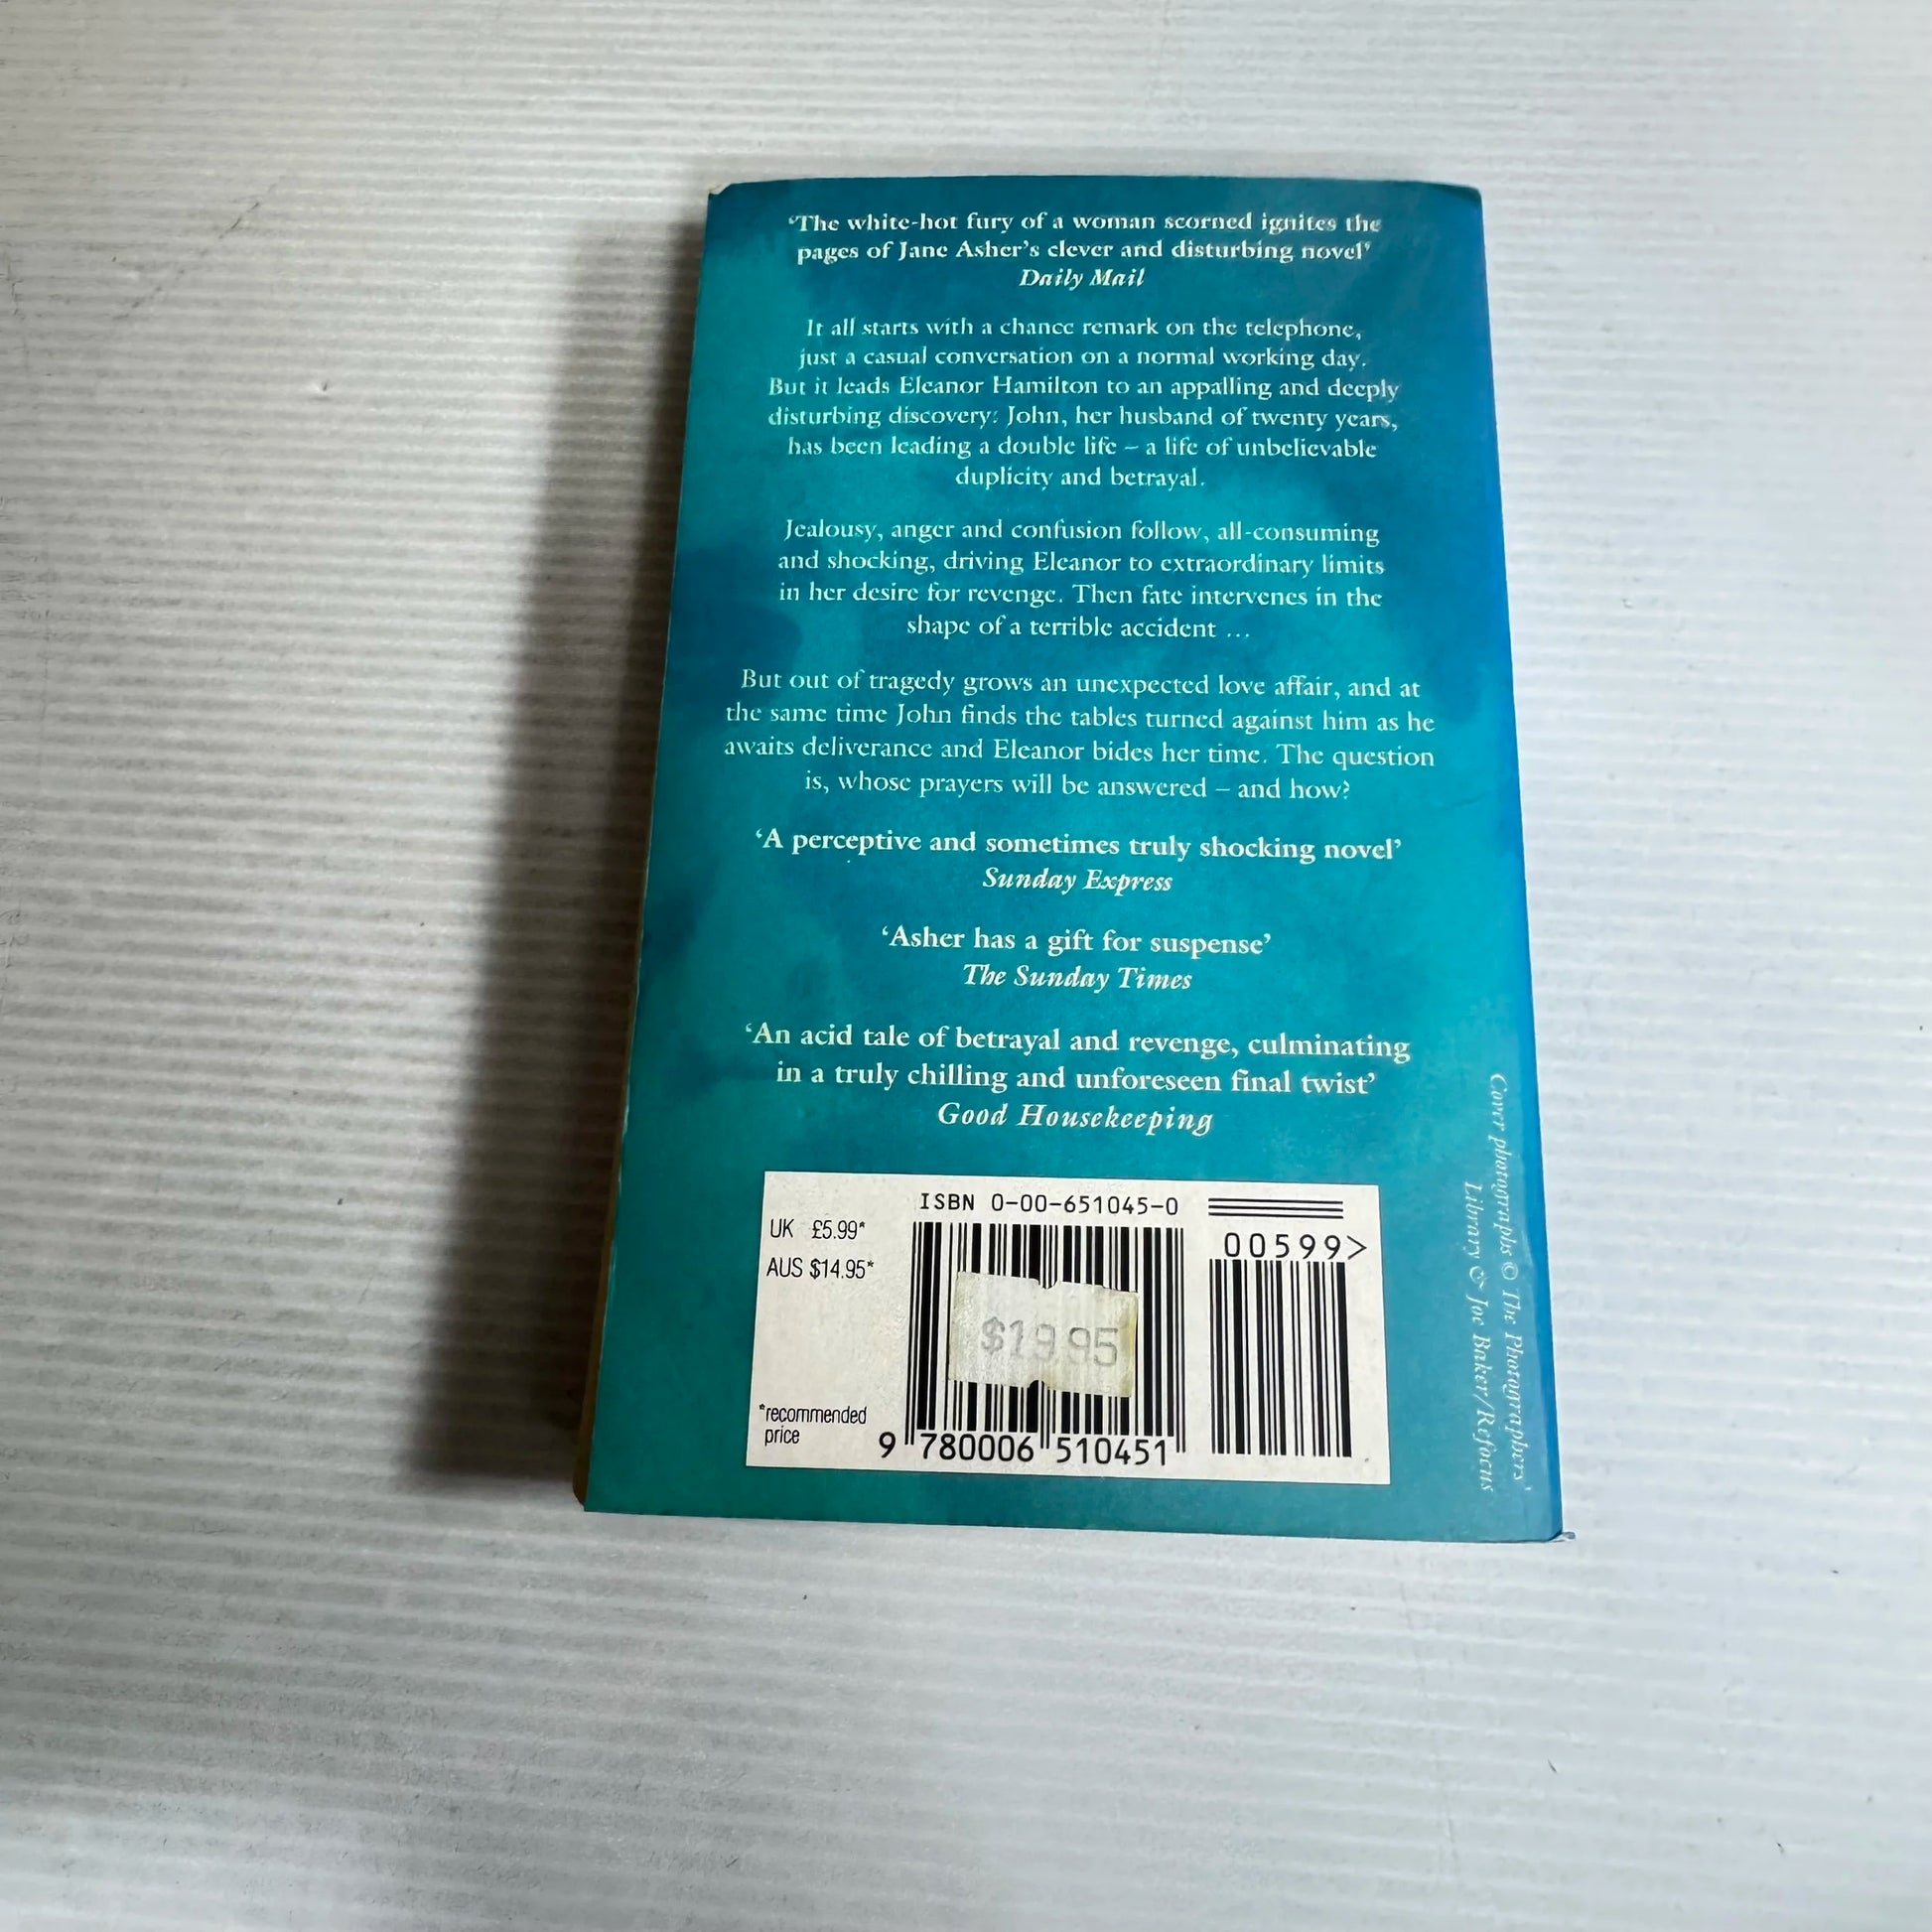 ‘The white-hot fury of a woman scorned ignites the
pages of Jane Asher’s clever and disturbing novel’
Daily Mail
It all starts with a chance remark on the telephone,
just a casual conversation on a normal working day.
But it leads Eleanor Hamilton to an appalling and deeply
disturbing discovery: John, her husband of twenty years,
has been leading a double life – a life of unbelievable
duplicity and betrayal.
Jealousy, anger and confusion follow, all-consuming
and shocking, driving Eleanor to extraordinary limits
in her desire for revenge. Then fate intervenes in the
shape of a terrible accident ...
But out of tragedy grows an unexpected love affair, and at
the same time John finds the tables turned against him as he
awaits deliverance and Eleanor bides her time. The question
is, whose prayers will be answered – and how?
‘A perceptive and sometimes truly shocking novel’
Sunday Express
‘Asher has a gift for suspense’
The Sunday Times
‘An acid tale of betrayal and revenge, culminating
in a truly chilling and unforeseen final twist’
Good Housekeeping
ISBN 0-00-651045-0
UK £5.99*
AUS $14.95*
00599>
$19.95
*recommended
price
9 780006 510451
Cover photographs © The Photographers’
Library & Joe Baker/Refocus